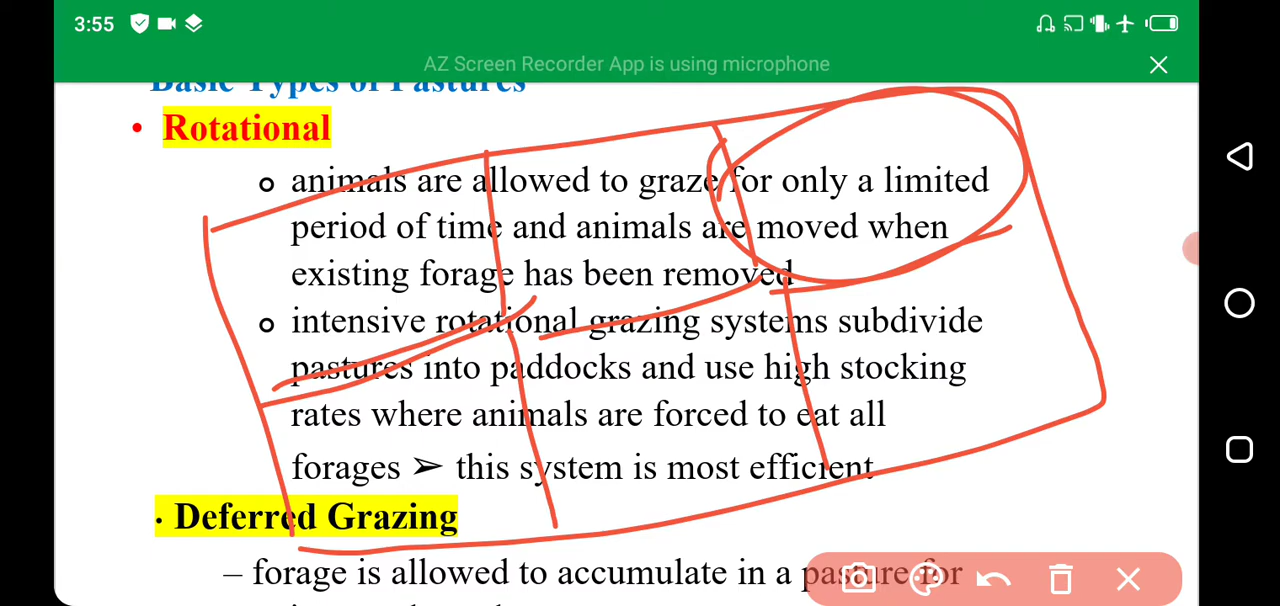 3:55
AZ Screen Recorder App is using microphone
Basic Types of Pastures
• Rotational
o animals are allowed to graze for only a limited
period of time and animals are moved when
existing forage has been removed
o intensive rotational grazing systems subdivide
pastures into paddocks and use high stocking
rates where animals are forced to eat all
forages ➢ this system is most efficient
· Deferred Grazing
– forage is allowed to accumulate in a pasture for